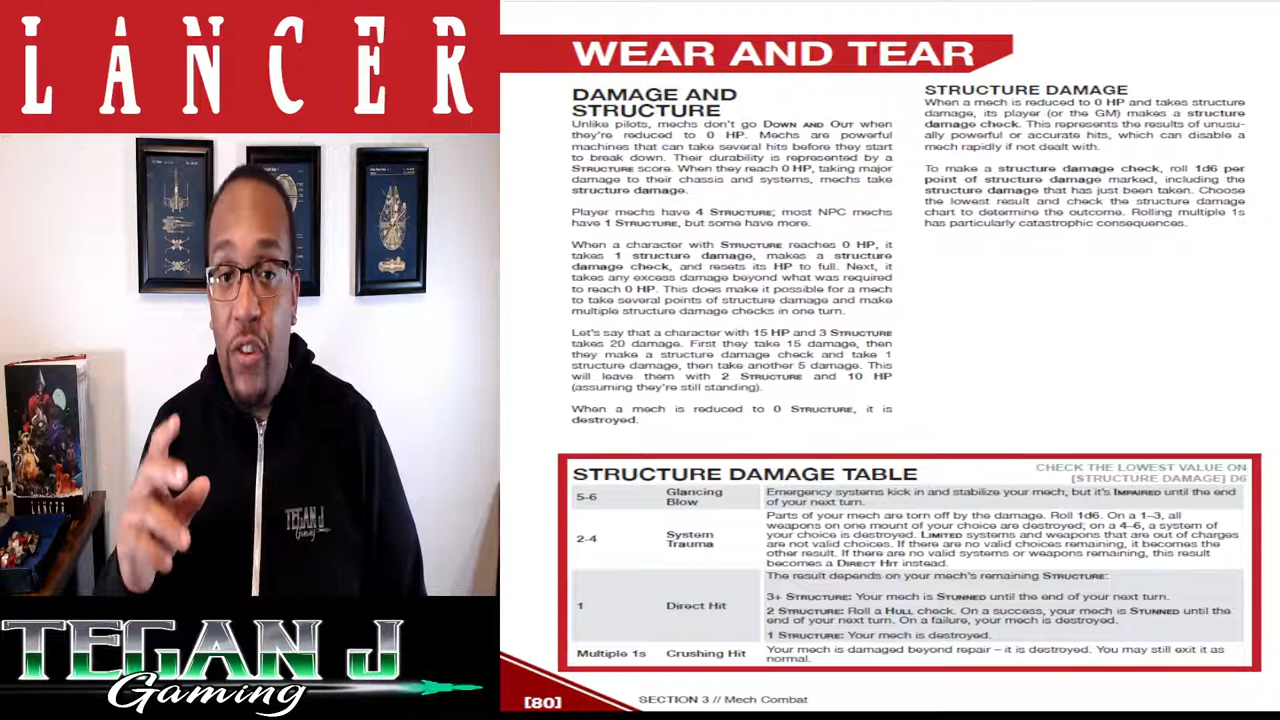 LANCER
TEGAN J
Gaming
TEGAN J
Gaming
LANCER
WEAR AND TEAR
DAMAGE AND
STRUCTURE
Unlike pilots, mechs don't go DOWN AND OUT when
they're reduced to 0 HP. Mechs are powerful
machines that can take several hits before they start
to break down. Their durability is represented by a
STRUCTURE score. When they reach 0 HP, taking major
damage to their chassis and systems, mechs take
structure damage.
Player mechs have 4 STRUCTURE; most NPC mechs
have 1 STRUCTURE, but some have more.
When a character with STRUCTURE reaches 0 HP, it
takes 1 structure damage, makes a structure
damage check, and resets its HP to full. Next, it
takes any excess damage beyond what was required
to reach 0 HP. This does make it possible for a mech
to take several points of structure damage and make
multiple structure damage checks in one turn.
Let's say that a character with 15 HP and 3 STRUCTURE
takes 20 damage. First they take 15 damage, then
they make a structure damage check and take 1
structure damage, then take another 5 damage. This
will leave them with 2 STRUCTURE and 10 HP
(assuming they're still standing).
When a mech is reduced to 0 STRUCTURE, it is
destroyed.
STRUCTURE DAMAGE
When a mech is reduced to 0 HP and takes structure
damage, its player (or the GM) makes a structure
damage check. This represents the results of unusu-
ally powerful or accurate hits, which can disable a
mech rapidly if not dealt with.
To make a structure damage check, roll 1d6 per
point of structure damage marked, including the
structure damage that has just been taken. Choose
the lowest result and check the structure damage
chart to determine the outcome. Rolling multiple 1s
has particularly catastrophic consequences.
STRUCTURE DAMAGE TABLE
CHECK THE LOWEST VALUE ON
[STRUCTURE DAMAGE] D6
5-6
Glancing
Blow
Emergency systems kick in and stabilize your mech, but it's IMPAIRED until the end
of your next turn.
2-4
System
Trauma
Parts of your mech are torn off by the damage. Roll 1d6. On a 1–3, all
weapons on one mount of your choice are destroyed; on a 4–6, a system of
your choice is destroyed. LIMITED systems and weapons that are out of charges
are not valid choices. If there are no valid choices remaining, it becomes the
other result. If there are no valid systems or weapons remaining, this result
becomes a DIRECT HIT instead.
1
Direct Hit
The result depends on your mech's remaining STRUCTURE:
3+ STRUCTURE: Your mech is STUNNED until the end of your next turn.
2 STRUCTURE: Roll a HULL check. On a success, your mech is STUNNED until the
end of your next turn. On a failure, your mech is destroyed.
1 STRUCTURE: Your mech is destroyed.
Multiple 1s
Crushing Hit
Your mech is damaged beyond repair – it is destroyed. You may still exit it as
normal.
[80]
SECTION 3 // Mech Combat